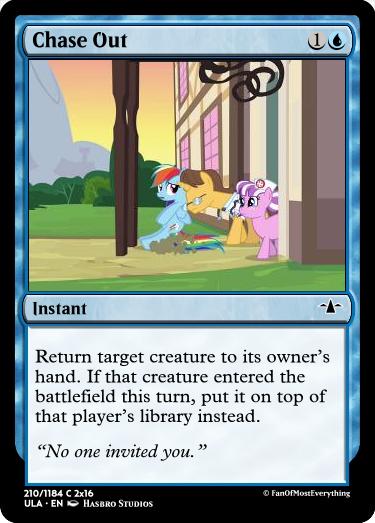 Chase Out 1
Instant
Return target creature to its owner's
hand. If that creature entered the
battlefield this turn, put it on top of
that player's library instead.
“No one invited you.”
210/1184 C 2x16
ULA • EN Hasbro Studios © FanOfMostEverything